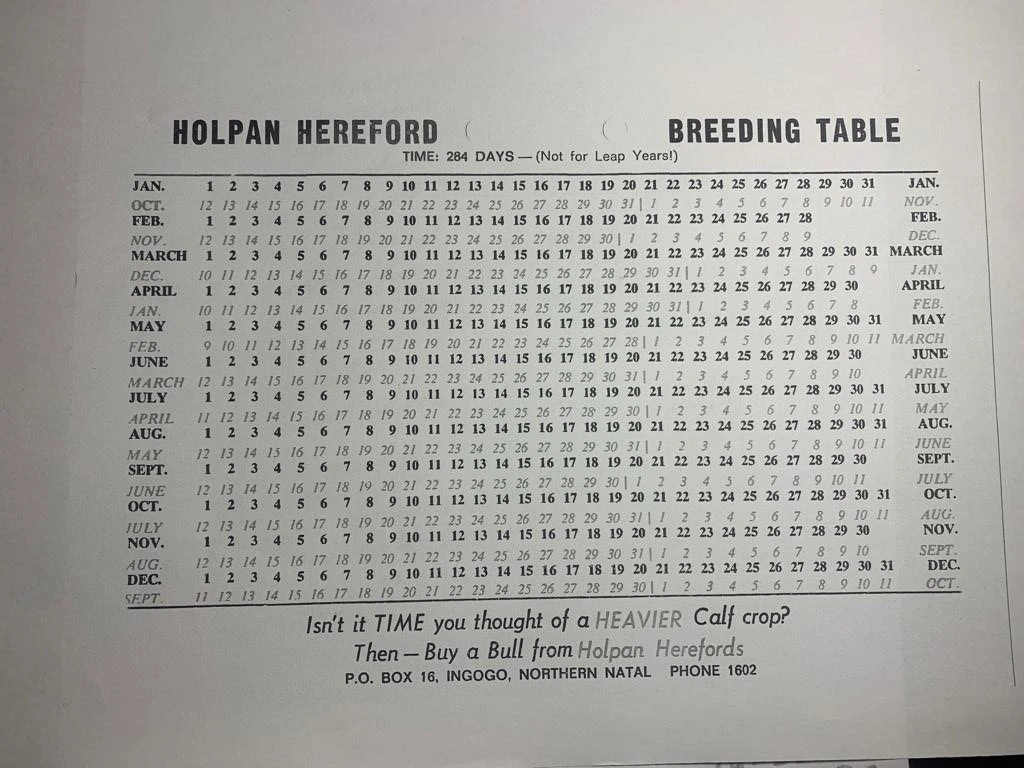 HOLPAN HEREFORD ( ( ) BREEDING TABLE
TIME: 284 DAYS — (Not for Leap Years!)
JAN. 1 2 3 4 5 6 7 8 9 10 11 12 13 14 15 16 17 18 19 20 21 22 23 24 25 26 27 28 29 30 31 JAN.
OCT. 12 13 14 15 16 17 18 19 20 21 22 23 24 25 26 27 28 29 30 31 | 1 2 3 4 5 6 7 8 9 10 11 NOV.
FEB. 1 2 3 4 5 6 7 8 9 10 11 12 13 14 15 16 17 18 19 20 21 22 23 24 25 26 27 28 FEB.
NOV. 12 13 14 15 16 17 18 19 20 21 22 23 24 25 26 27 28 29 30 | 1 2 3 4 5 6 7 8 9 DEC.
MARCH 1 2 3 4 5 6 7 8 9 10 11 12 13 14 15 16 17 18 19 20 21 22 23 24 25 26 27 28 29 30 31 MARCH
DEC. 10 11 12 13 14 15 16 17 18 19 20 21 22 23 24 25 26 27 28 29 30 31 | 1 2 3 4 5 6 7 8 9 JAN.
APRIL 1 2 3 4 5 6 7 8 9 10 11 12 13 14 15 16 17 18 19 20 21 22 23 24 25 26 27 28 29 30 APRIL
JAN. 10 11 12 13 14 15 16 17 18 19 20 21 22 23 24 25 26 27 28 29 30 31 | 1 2 3 4 5 6 7 8 FEB.
MAY 1 2 3 4 5 6 7 8 9 10 11 12 13 14 15 16 17 18 19 20 21 22 23 24 25 26 27 28 29 30 31 MAY
FEB. 9 10 11 12 13 14 15 16 17 18 19 20 21 22 23 24 25 26 27 28 | 1 2 3 4 5 6 7 8 9 10 11 MARCH
JUNE 1 2 3 4 5 6 7 8 9 10 11 12 13 14 15 16 17 18 19 20 21 22 23 24 25 26 27 28 29 30 JUNE
MARCH 12 13 14 15 16 17 18 19 20 21 22 23 24 25 26 27 28 29 30 31 | 1 2 3 4 5 6 7 8 9 10 APRIL
JULY 1 2 3 4 5 6 7 8 9 10 11 12 13 14 15 16 17 18 19 20 21 22 23 24 25 26 27 28 29 30 31 JULY
APRIL 11 12 13 14 15 16 17 18 19 20 21 22 23 24 25 26 27 28 29 30 | 1 2 3 4 5 6 7 8 9 10 11 MAY
AUG. 1 2 3 4 5 6 7 8 9 10 11 12 13 14 15 16 17 18 19 20 21 22 23 24 25 26 27 28 29 30 31 AUG.
MAY 12 13 14 15 16 17 18 19 20 21 22 23 24 25 26 27 28 29 30 31 | 1 2 3 4 5 6 7 8 9 10 11 JUNE
SEPT. 1 2 3 4 5 6 7 8 9 10 11 12 13 14 15 16 17 18 19 20 21 22 23 24 25 26 27 28 29 30 SEPT.
JUNE 12 13 14 15 16 17 18 19 20 21 22 23 24 25 26 27 28 29 30 | 1 2 3 4 5 6 7 8 9 10 11 JULY
OCT. 1 2 3 4 5 6 7 8 9 10 11 12 13 14 15 16 17 18 19 20 21 22 23 24 25 26 27 28 29 30 31 OCT.
JULY 12 13 14 15 16 17 18 19 20 21 22 23 24 25 26 27 28 29 30 31 | 1 2 3 4 5 6 7 8 9 10 11 AUG.
NOV. 1 2 3 4 5 6 7 8 9 10 11 12 13 14 15 16 17 18 19 20 21 22 23 24 25 26 27 28 29 30 NOV.
AUG. 12 13 14 15 16 17 18 19 20 21 22 23 24 25 26 27 28 29 30 31 | 1 2 3 4 5 6 7 8 9 10 SEPT.
DEC. 1 2 3 4 5 6 7 8 9 10 11 12 13 14 15 16 17 18 19 20 21 22 23 24 25 26 27 28 29 30 31 DEC.
SEPT. 11 12 13 14 15 16 17 18 19 20 21 22 23 24 25 26 27 28 29 30 | 1 2 3 4 5 6 7 8 9 10 11 OCT.
Isn't it TIME you thought of a HEAVIER Calf crop?
Then — Buy a Bull from Holpan Herefords
P.O. BOX 16, INGOGO, NORTHERN NATAL PHONE 1602